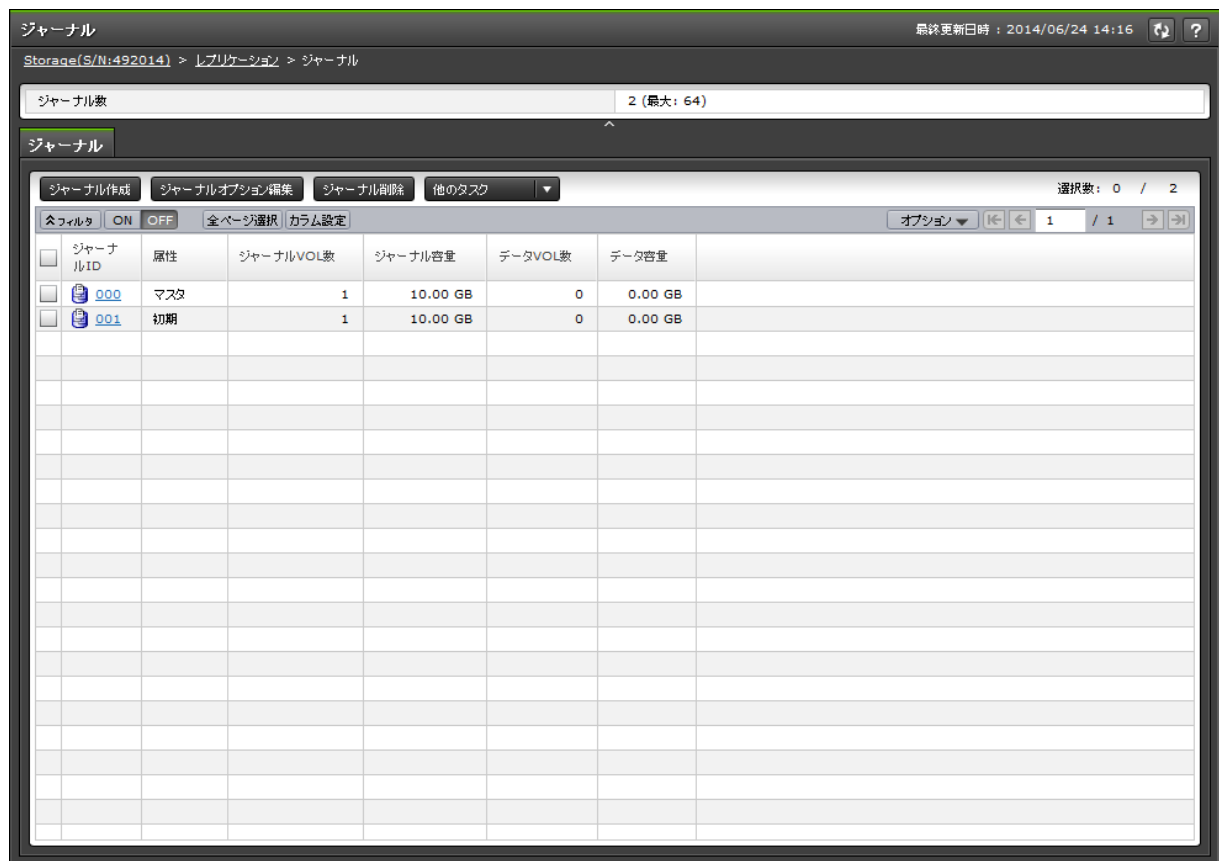 ジャーナル
最終更新日時 : 2014/06/24 14:16
?
Storage(S/N:492014) > レプリケーション > ジャーナル
ジャーナル数 2 (最大: 64)
ジャーナル
ジャーナル作成 ジャーナルオプション編集 ジャーナル削除 他のタスク 選択数: 0 / 2
フィルタ ON OFF 全ページ選択 カラム設定 オプション 1 / 1
ジャーナルID 属性 ジャーナルVOL数 ジャーナル容量 データVOL数 データ容量
000 マスタ 1 10.00 GB 0 0.00 GB
001 初期 1 10.00 GB 0 0.00 GB